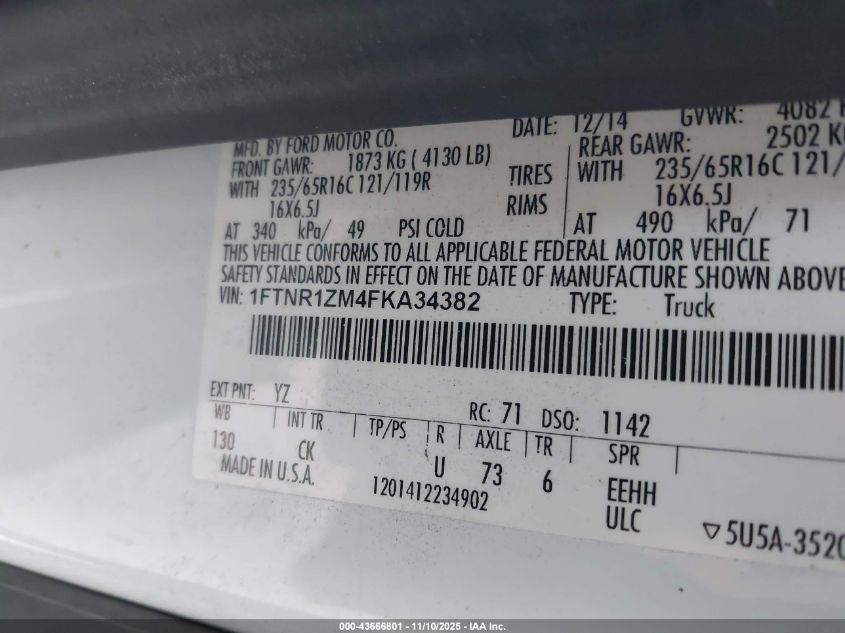 MFD. BY FORD MOTOR CO. DATE: 12/14 GVWR: 4082
FRONT GAWR: 1873 KG ( 4130 LB) REAR GAWR: 2502 KG
WITH 235/65R16C 121/119R TIRES WITH 235/65R16C 121/
16X6.5J RIMS 16X6.5J
AT 340 kPa/ 49 PSI COLD AT 490 kPa/ 71
THIS VEHICLE CONFORMS TO ALL APPLICABLE FEDERAL MOTOR VEHICLE
SAFETY STANDARDS IN EFFECT ON THE DATE OF MANUFACTURE SHOWN ABOVE
VIN: 1FTNR1ZM4FKA34382 TYPE: Truck
EXT PNT: YZ RC: 71 DSO: 1142
WB | INT TR | TP/PS | R | AXLE | TR | SPR |
130 CK U 73 6 EEHH
MADE IN U.S.A. 1201412234902 ULC ▽5U5A-3520
000-43666801 - 11/10/2025 - IAA Inc.